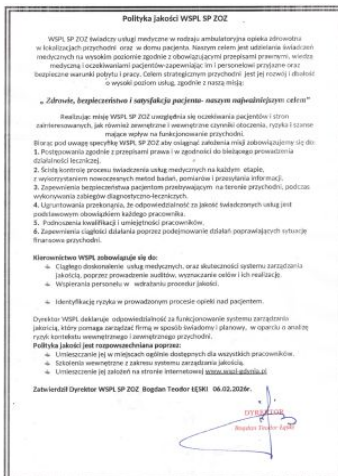 Polityka jakości WSPL SP ZOZ
WSPL SP ZOZ świadczy usługi medyczne w rodzaju ambulatoryjna opieka zdrowotna
w lokalizacjach przychodni oraz w domu pacjenta. Naszym celem jest udzielania świadczeń
medycznych na wysokim poziomie zgodnie z obowiązującymi przepisami prawnymi, wiedzą
medyczną i oczekiwaniami pacjentów-zapewniając im i personelowi przyjazne oraz
bezpieczne warunki pobytu i pracy. Celem strategicznym przychodni jest jej rozwój i dbałość
o wysoki poziom usług, zgodnie z naszą misją:
„ Zdrowie, bezpieczeństwo i satysfakcja pacjenta- naszym najważniejszym celem"
Realizując misję WSPL SP ZOZ uwzględnia się oczekiwania pacjentów i stron
zainteresowanych, jak również zewnętrzne i wewnętrzne czynniki otoczenia, ryzyka i szanse
mające wpływ na funkcjonowanie przychodni.
Biorąc pod uwagę specyfikę WSPL SP ZOZ aby osiągnąć założenia misji zobowiązujemy się do:
1. Postępowania zgodnie z przepisami prawa i w zgodności do bieżącego prowadzenia
działalności leczniczej.
2. Ścisłą kontrolę procesu świadczenia usług medycznych na każdym etapie,
z wykorzystaniem nowoczesnych metod badań, pomiarów i przesyłania informacji.
3. Zapewnienia bezpieczeństwa pacjentom przebywającym na terenie przychodni, podczas
wykonywania zabiegów diagnostyczno-leczniczych.
4. Ugruntowania przekonania, że odpowiedzialność za jakość świadczonych usług jest
podstawowym obowiązkiem każdego pracownika.
5. Podnoszenia kwalifikacji i umiejętności pracowników.
6. Zapewnienia ciągłości działania poprzez podejmowanie działań poprawiających sytuację
finansową przychodni.
Kierownictwo WSPL zobowiązuje się do:
Ciągłego doskonalenie usług medycznych, oraz skuteczności systemu zarządzania
jakością, poprzez prowadzenie auditów, wyznaczanie celów i ich realizację.
Wspierania personelu w wdrażaniu procedur jakości.
Identyfikację ryzyka w prowadzonym procesie opieki nad pacjentem.
Dyrektor WSPL deklaruje odpowiedzialność za funkcjonowanie systemu zarządzania
jakością, który pomaga zarządzać firmą w sposób świadomy i planowy, w oparciu o analizę
ryzyk kontekstu wewnętrznego i zewnętrznego przychodni.
Polityka jakości jest rozpowszechniana poprzez:
Umieszczanie jej w miejscach ogólnie dostępnych dla wszystkich pracowników.
Szkolenia wewnętrzne z zakresu systemu zarządzania jakością.
Umieszczenie jej założeń na stronie internetowej www.wspl-gdynia.pl
Zatwierdził Dyrektor WSPL SP ZOZ Bogdan Teodor ŁĘSKI 06.02.2026r.
DYREKTOR
Bogdan Teodor Łęski